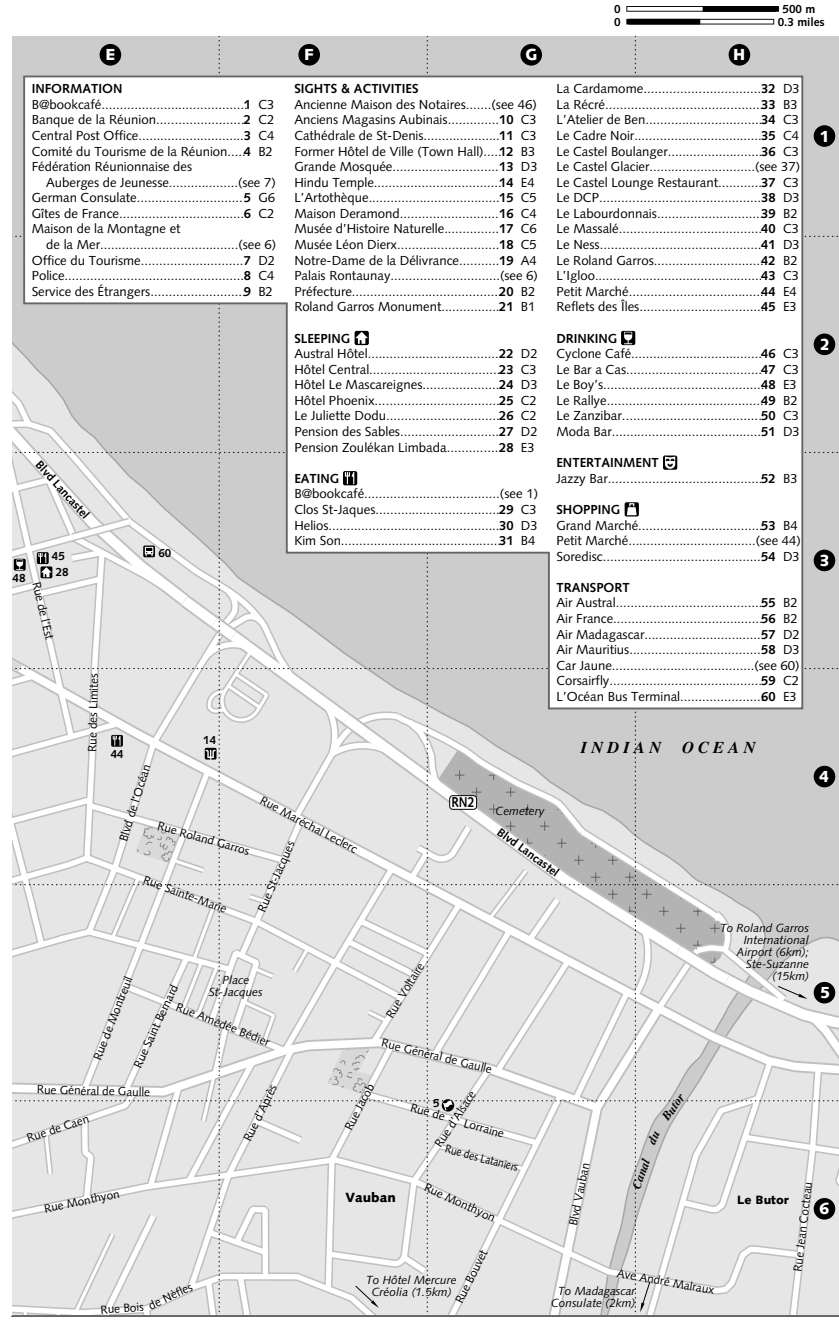 0 500 m
0 0.3 miles
E F G H
INFORMATION
B@bookcafé 1 C3
Banque de la Réunion 2 C2
Central Post Office 3 C4
Comité du Tourisme de la Réunion 4 B2
Fédération Réunionnaise des
Auberges de Jeunesse (see 7)
German Consulate 5 G6
Gîtes de France 6 C2
Maison de la Montagne et
de la Mer (see 6)
Office du Tourisme 7 D2
Police 8 C4
Service des Étrangers 9 B2
SIGHTS & ACTIVITIES
Ancienne Maison des Notaires (see 46)
Anciens Magasins Aubinais 10 C3
Cathédrale de St-Denis 11 C3
Former Hôtel de Ville (Town Hall) 12 B3
Grande Mosquée 13 D3
Hindu Temple 14 E4
L'Artothèque 15 C5
Maison Deramond 16 C4
Musée d'Histoire Naturelle 17 C6
Musée Léon Dierx 18 C5
Notre-Dame de la Délivrance 19 A4
Palais Rontaunay (see 6)
Préfecture 20 B2
Roland Garros Monument 21 B1
SLEEPING
Austral Hôtel 22 D2
Hôtel Central 23 C3
Hôtel Le Mascareignes 24 D3
Hôtel Phoenix 25 C2
Le Juliette Dodu 26 C2
Pension des Sables 27 D2
Pension Zoulékan Limbada 28 E3
EATING
B@bookcafé (see 1)
Clos St-Jaques 29 C3
Helios 30 D3
Kim Son 31 B4
La Cardamome 32 D3
La Récré 33 B3
L'Atelier de Ben 34 C3
Le Cadre Noir 35 C4
Le Castel Boulanger 36 C3
Le Castel Glacier (see 37)
Le Castel Lounge Restaurant 37 C3
Le DCP 38 D3
Le Labourdonnais 39 B2
Le Massalé 40 C3
Le Ness 41 D3
Le Roland Garros 42 B2
L'Igloo 43 C3
Petit Marché 44 E4
Reflets des Îles 45 E3
DRINKING
Cyclone Café 46 C3
Le Bar a Cas 47 C3
Le Boy's 48 E3
Le Rallye 49 B2
Le Zanzibar 50 C3
Moda Bar 51 D3
ENTERTAINMENT
Jazzy Bar 52 B3
SHOPPING
Grand Marché 53 B4
Petit Marché (see 44)
Soredisc 54 D3
TRANSPORT
Air Austral 55 B2
Air France 56 B2
Air Madagascar 57 D2
Air Mauritius 58 D3
Car Jaune (see 60)
Corsairfly 59 C2
L'Océan Bus Terminal 60 E3
1
2
3
4
5
6
Blvd Lancastel
45
60
48
28
Rue de l'Est
Rue des Limites
14
44
INDIAN OCEAN
RN2
Cemetery
Blvd Lancastel
Blvd de l'Océan
Rue Maréchal Leclerc
Rue Roland Garros
Rue St-Jacques
Rue Sainte-Marie
To Roland Garros
International
Airport (6km);
Ste-Suzanne
(15km)
Place
St-Jacques
Rue Voltaire
Rue de Montreuil
Rue Saint Bernard
Rue Amédée Bédier
Rue Général de Gaulle
Rue Général de Gaulle
5
Rue de Lorraine
Rue d'Alsace
Rue d'Après
Rue Jacob
Rue de Caen
Rue des Lataniers
Canal du Butor
Rue Monthyon
Vauban
Rue Monthyon
Blvd Vauban
Le Butor
Rue Jean Cocteau
Rue Bouvet
Ave André Malraux
To Hôtel Mercure
Créolia (1.5km)
To Madagascar
Consulate (2km)
Rue Bois de Nèfles